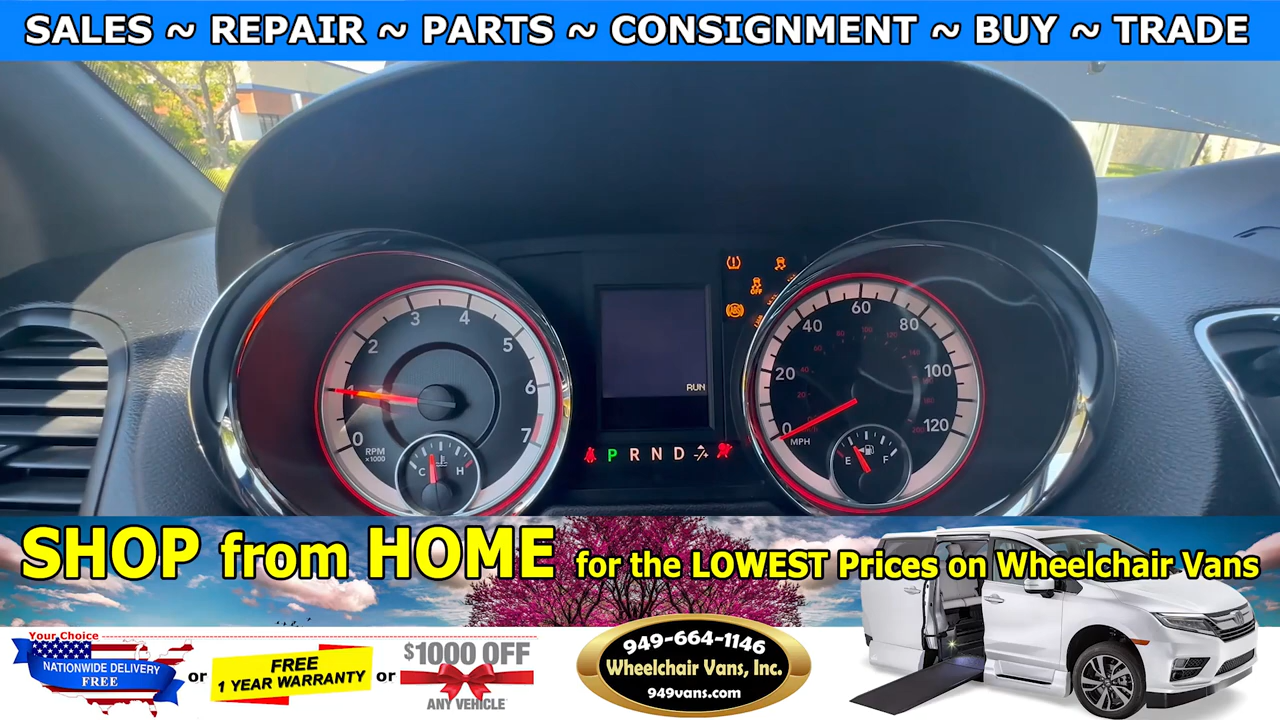 SALES ~ REPAIR ~ PARTS ~ CONSIGNMENT ~ BUY ~ TRADE
OFF
ABS
0
1
2
3
4
5
6
7
RPM
×1000
C
H
RUN
P R N D
0
20
40
60
80
100
120
MPH
E
F
SHOP from HOME for the LOWEST Prices on Wheelchair Vans
Your Choice
NATIONWIDE DELIVERY
FREE
or
FREE
1 YEAR WARRANTY
or
$1000 OFF
ANY VEHICLE
949-664-1146
Wheelchair Vans, Inc.
949vans.com